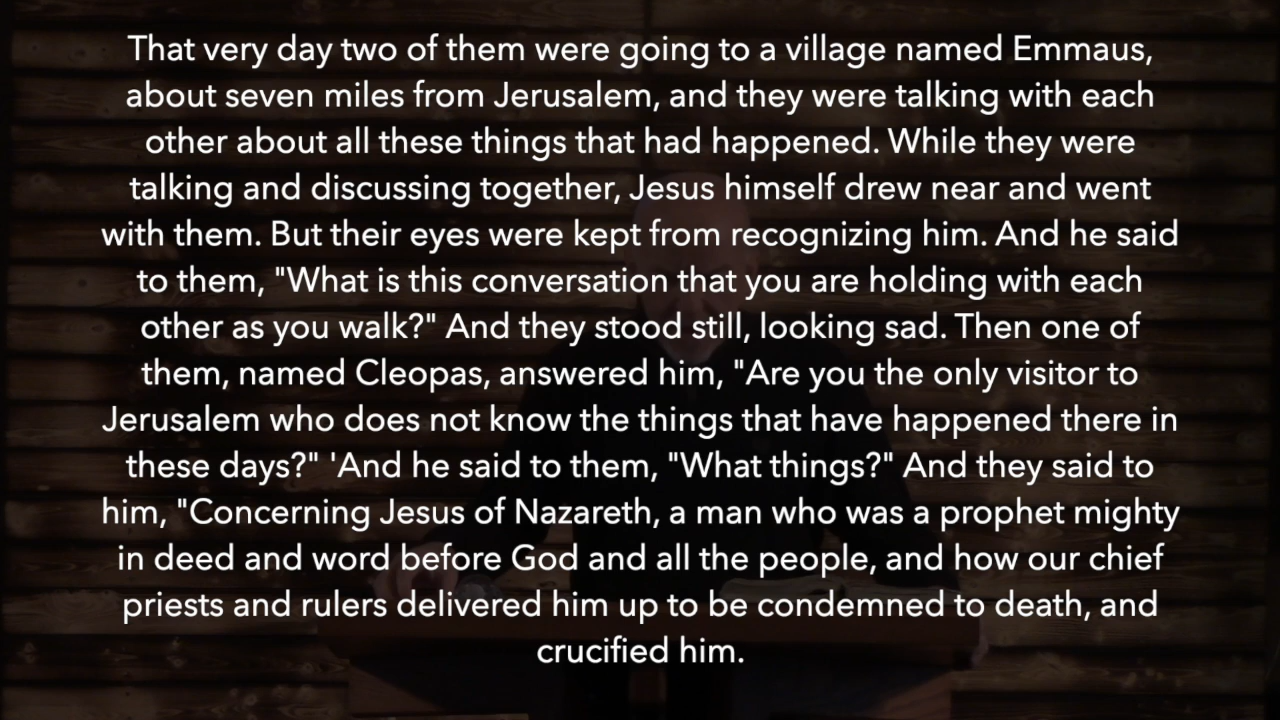 That very day two of them were going to a village named Emmaus,
about seven miles from Jerusalem, and they were talking with each
other about all these things that had happened. While they were
talking and discussing together, Jesus himself drew near and went
with them. But their eyes were kept from recognizing him. And he said
to them, "What is this conversation that you are holding with each
other as you walk?" And they stood still, looking sad. Then one of
them, named Cleopas, answered him, "Are you the only visitor to
Jerusalem who does not know the things that have happened there in
these days?" 'And he said to them, "What things?" And they said to
him, "Concerning Jesus of Nazareth, a man who was a prophet mighty
in deed and word before God and all the people, and how our chief
priests and rulers delivered him up to be condemned to death, and
crucified him.